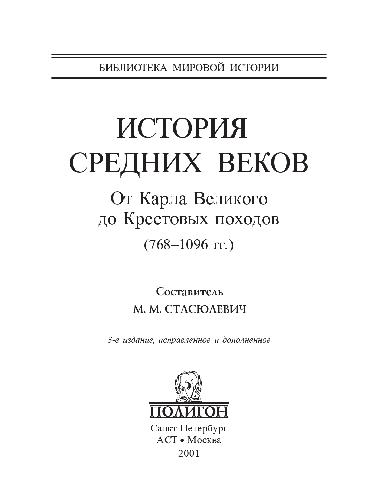 БИБЛИОТЕКА МИРОВОЙ ИСТОРИИ
ИСТОРИЯ
СРЕДНИХ ВЕКОВ
От Карла Великого
до Крестовых походов
(768–1096 гг.)
Составитель
М. М. СТАСЮЛЕВИЧ
5-е издание, исправленное и дополненное
ПОЛИГОН
Санкт-Петербург
АСТ • Москва
2001